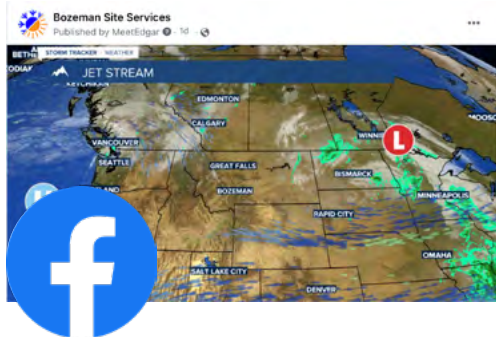 Bozeman Site Services
Published by MeetEdgar · 1d ·
STORM TRACKER WEATHER
JET STREAM
EDMONTON
CALGARY
VANCOUVER
SEATTLE
GREAT FALLS
BOZEMAN
BISMARCK
L
MINNEAPOLIS
RAPID CITY
OMAHA
SALT LAKE CITY
DENVER